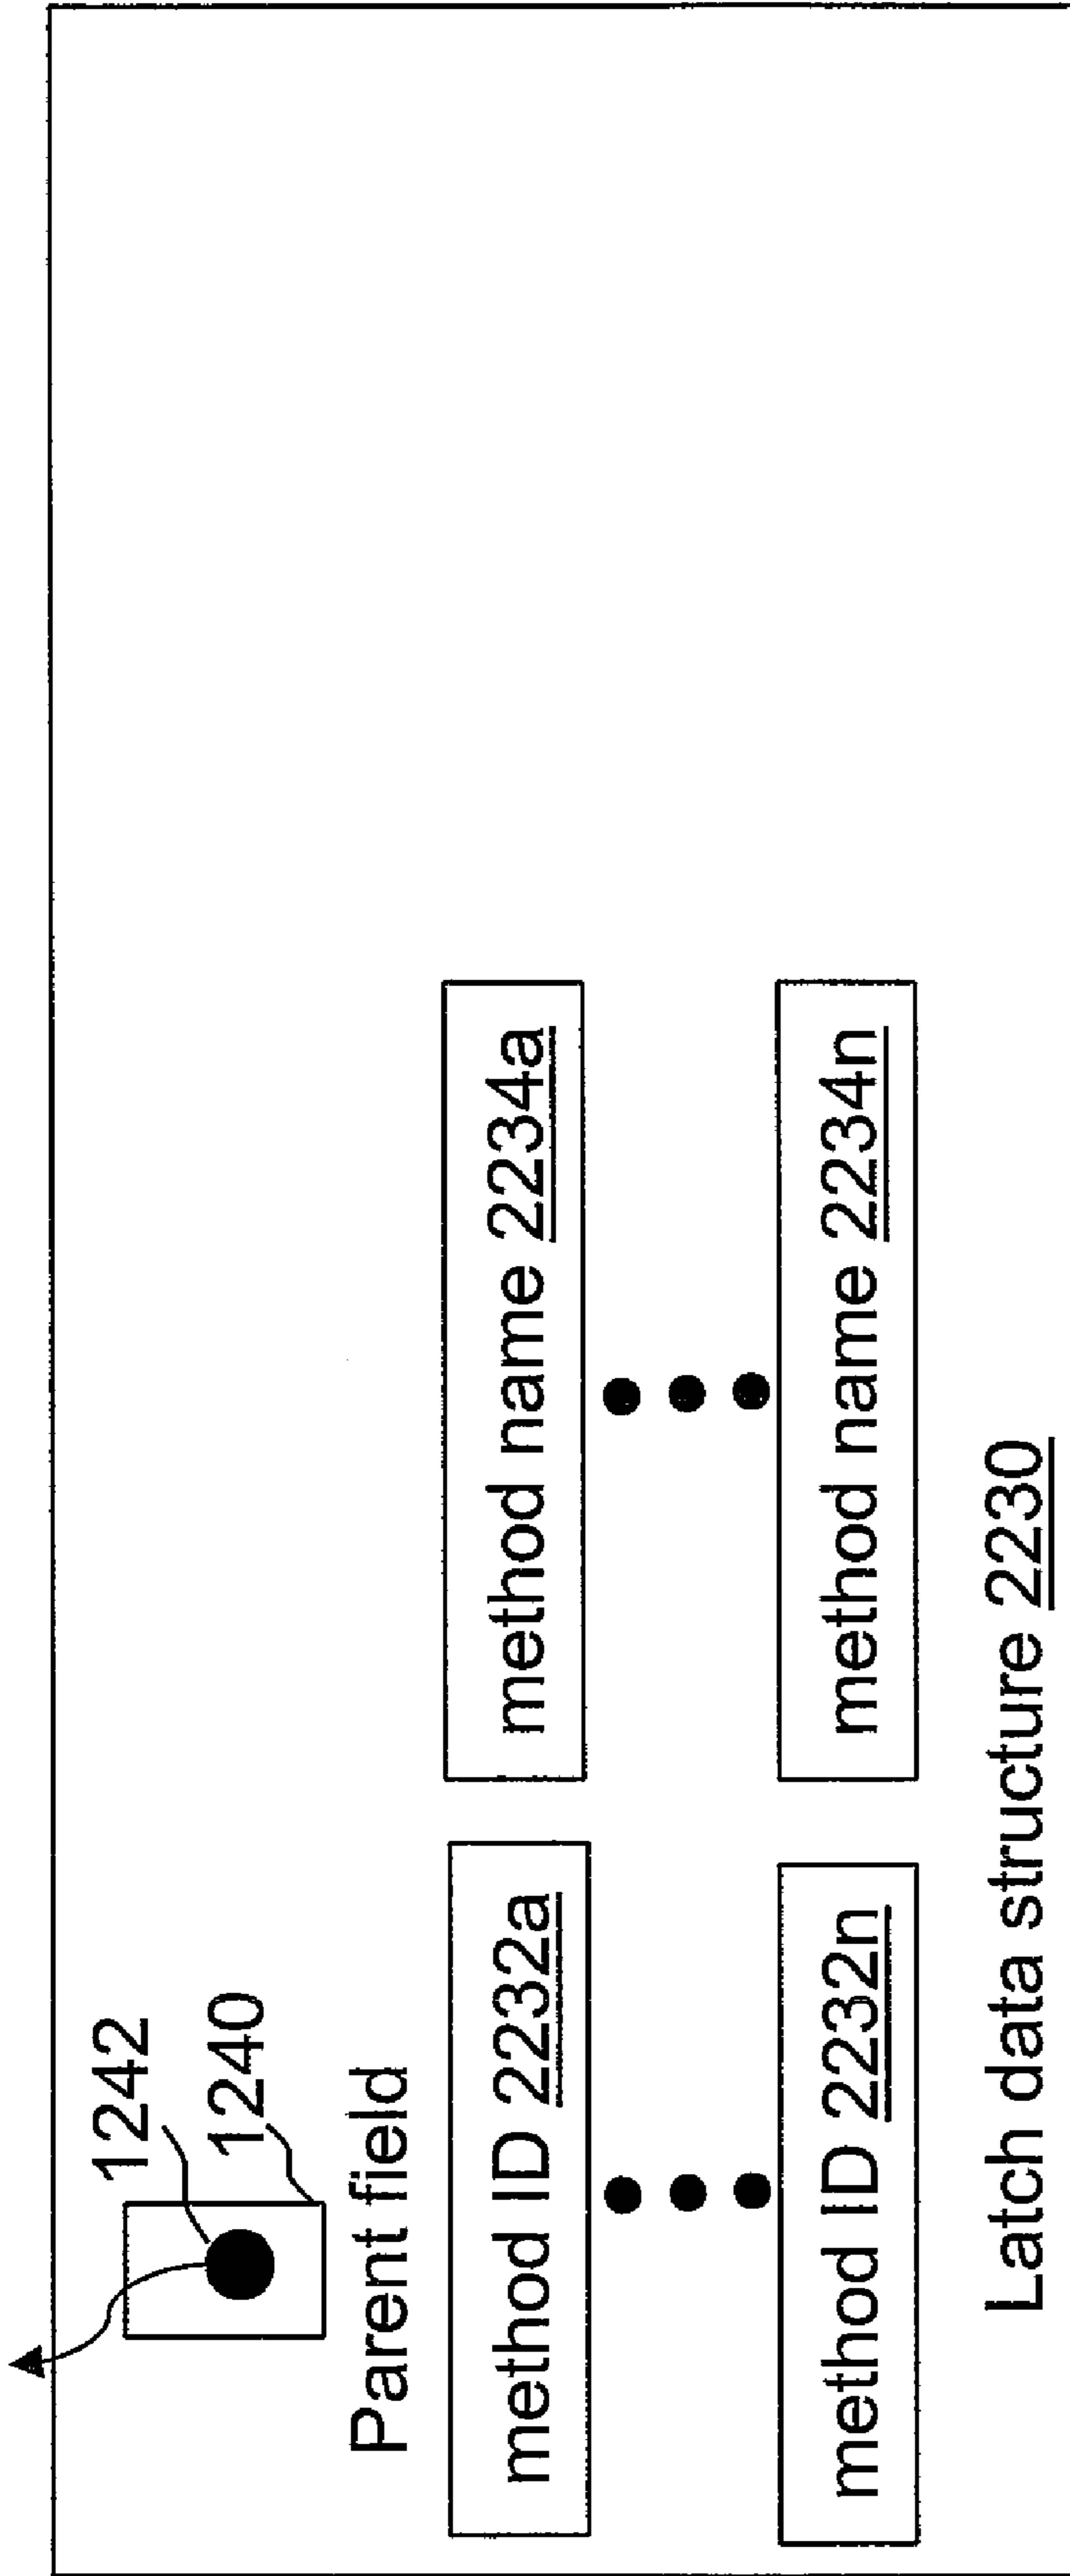 1242
1240
Parent field
method ID 2232a
method name 2234a
method ID 2232n
method name 2234n
Latch data structure 2230